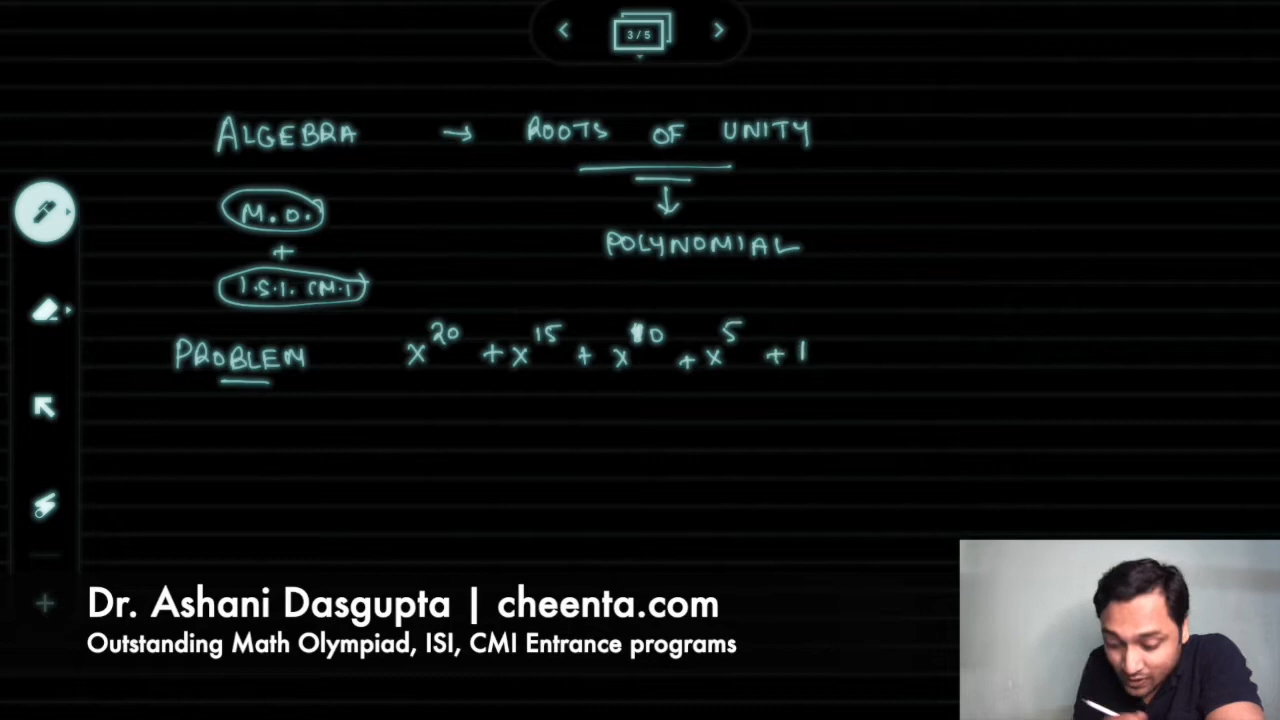 3 / 5
ALGEBRA → ROOTS OF UNITY
M.O.
+
↓
POLYNOMIAL
I.S.I. CM.I
PROBLEM x^20 + x^15 + x^10 + x^5 + 1
Dr. Ashani Dasgupta | cheenta.com
Outstanding Math Olympiad, ISI, CMI Entrance programs